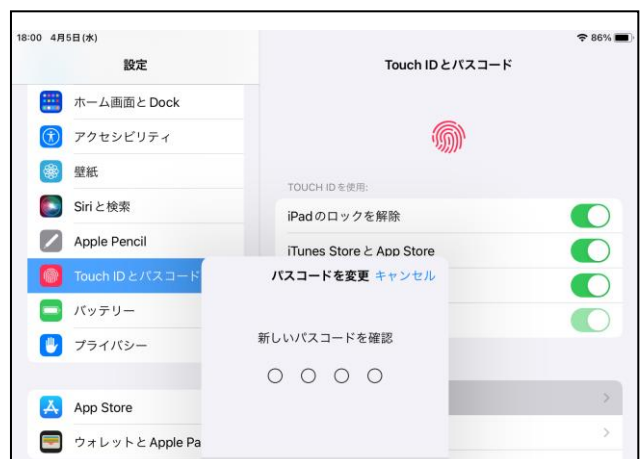 18:00 4月5日(水)
86%
設定
Touch IDとパスコード
ホーム画面とDock
アクセシビリティ
壁紙
TOUCH IDを使用:
Siriと検索
iPadのロックを解除
Apple Pencil
iTunes StoreとApp Store
Touch IDとパスコード
パスコードを変更 キャンセル
バッテリー
プライバシー
新しいパスコードを確認
App Store
ウォレットとApple Pa